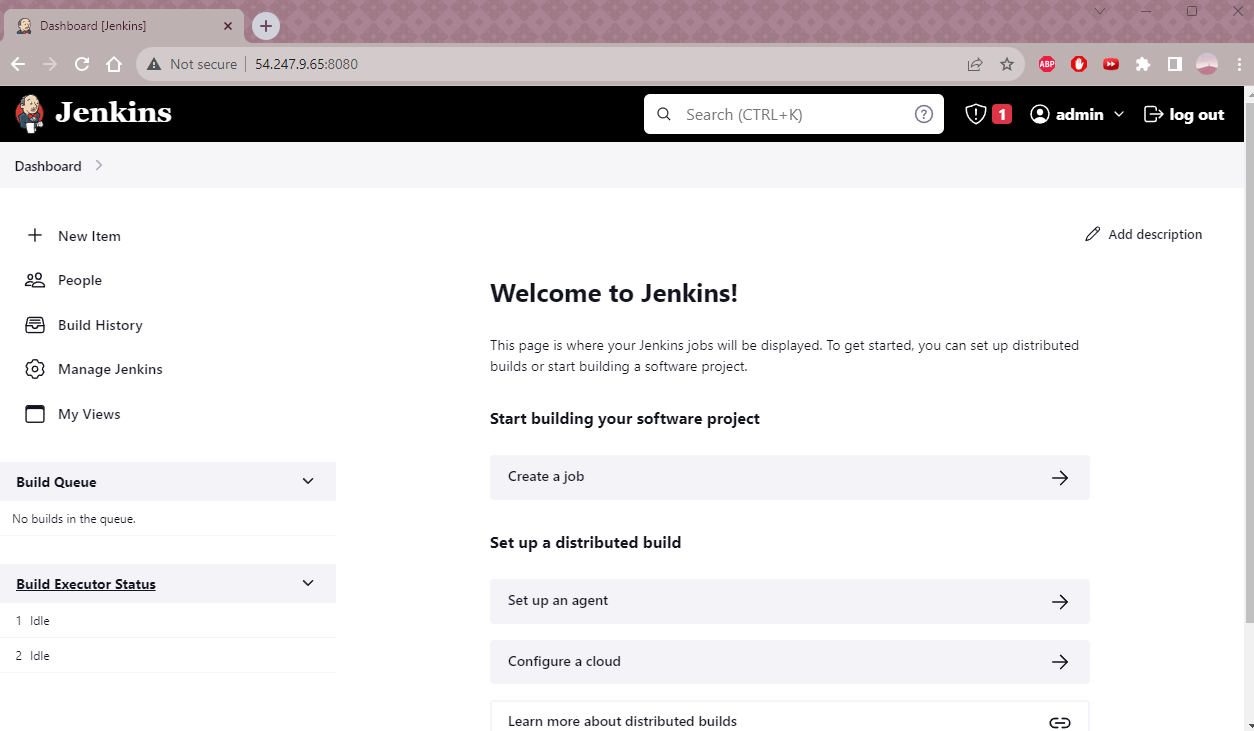 Dashboard [Jenkins]
Not secure 54.247.9.65:8080
ABP
Jenkins
Search (CTRL+K)
?
1
admin
log out
Dashboard
New Item
People
Build History
Manage Jenkins
My Views
Build Queue
No builds in the queue.
Build Executor Status
1 Idle
2 Idle
Add description
Welcome to Jenkins!
This page is where your Jenkins jobs will be displayed. To get started, you can set up distributed
builds or start building a software project.
Start building your software project
Create a job
Set up a distributed build
Set up an agent
Configure a cloud
Learn more about distributed builds